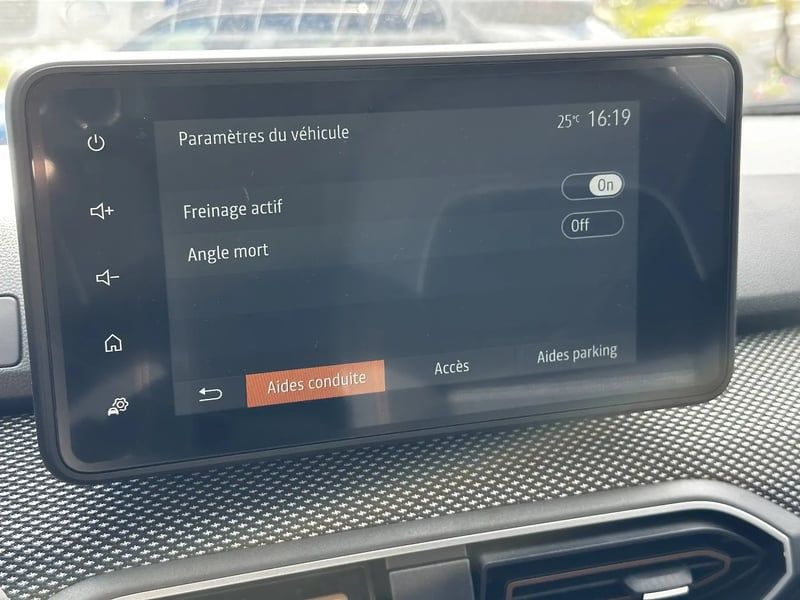 Paramètres du véhicule 25°C 16:19
Freinage actif On
Angle mort Off
Aides conduite Accès Aides parking